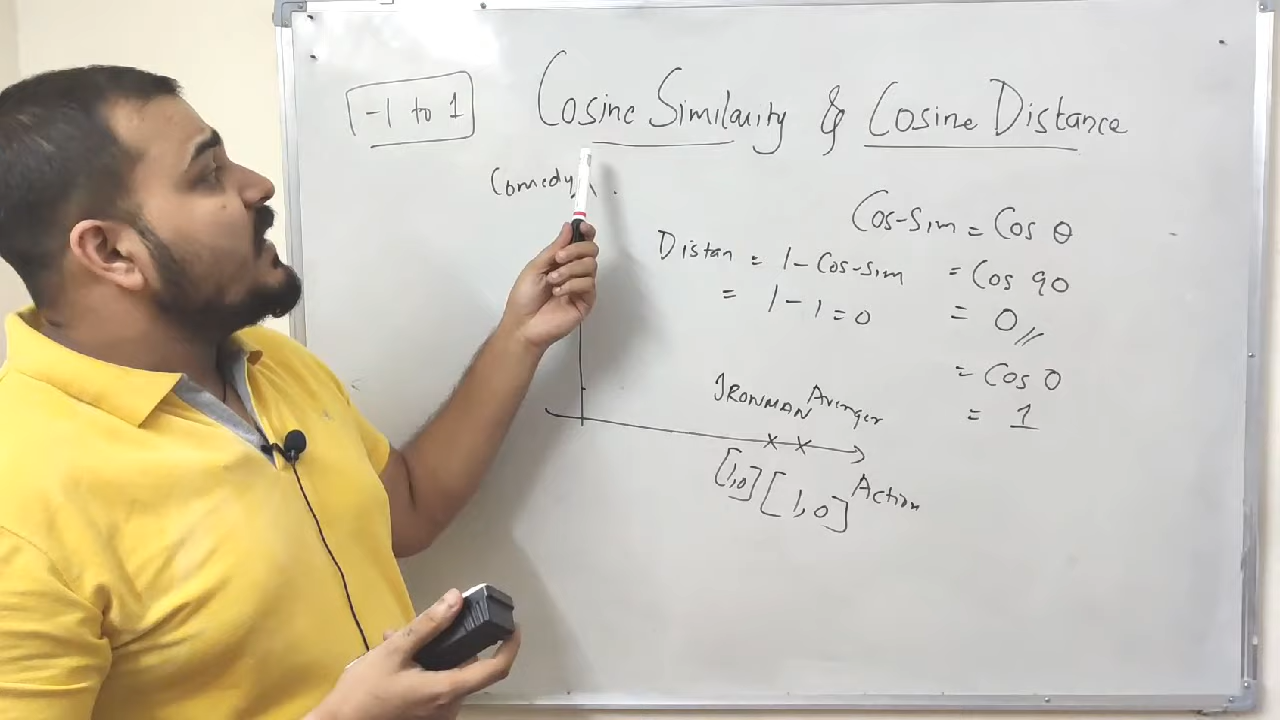 -1 to 1
Cosine Similarity & Cosine Distance
Comedy
Cos-Sim = Cos θ
Distan = 1 - Cos-Sim
= Cos 90
= 1 - 1 = 0
= 0
= Cos 0
= 1
IRONMAN Avenger
[1,0] [1,0]
Action